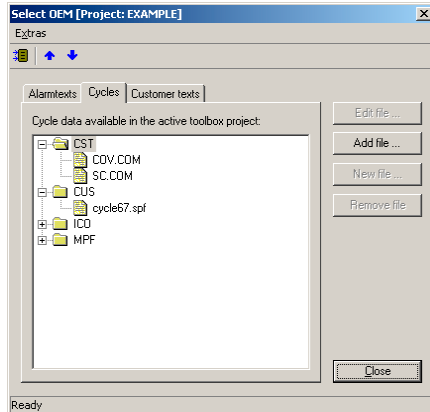 Select OEM [Project: EXAMPLE]
Extras
Alarmtexts Cycles Customer texts
Cycle data available in the active toolbox project:
CST
COV.COM
SC.COM
CUS
cycle67.spf
ICO
MPF
Edit file ...
Add file ...
New file ...
Remove file
Close
Ready